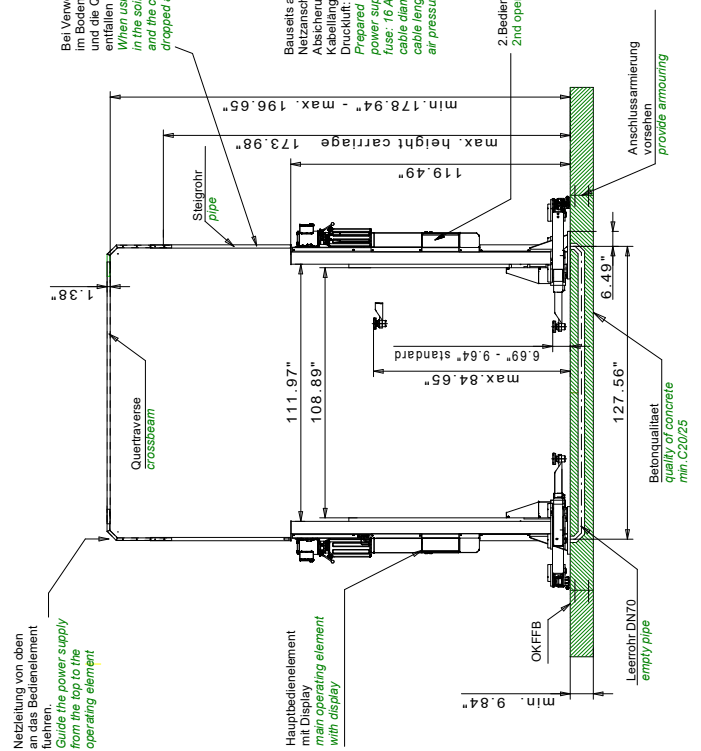 Netzleitung von oben
an das Bedienelement
fuehren.
Guide the power supply
from the top to the
operating element
Quertraverse
crossbeam
1.38"
Steigrohr
pipe
Bei Verw
im Boden
und die C
entfallen
When us
in the soi
and the c
dropped
min.178.94" - max. 196.65"
max. height carriage 173.98"
119.49"
Hauptbedienelement
mit Display
main operating element
with display
111.97"
108.89"
max.84.65"
6.69" - 9.64" standard
Bauseits
Netzansc
Absicheru
Kabelläng
Druckluft:
Prepared
power sup
fuse: 16 A
cable dian
cable leng
air pressu
2.Bedien
2nd oper
OKFFB
min. 9.84"
Leerrohr DN70
empty pipe
127.56"
6.49"
Betonqualitaet
quality of concrete
min.C20/25
Anschlussarmierung
vorsehen
provide armouring